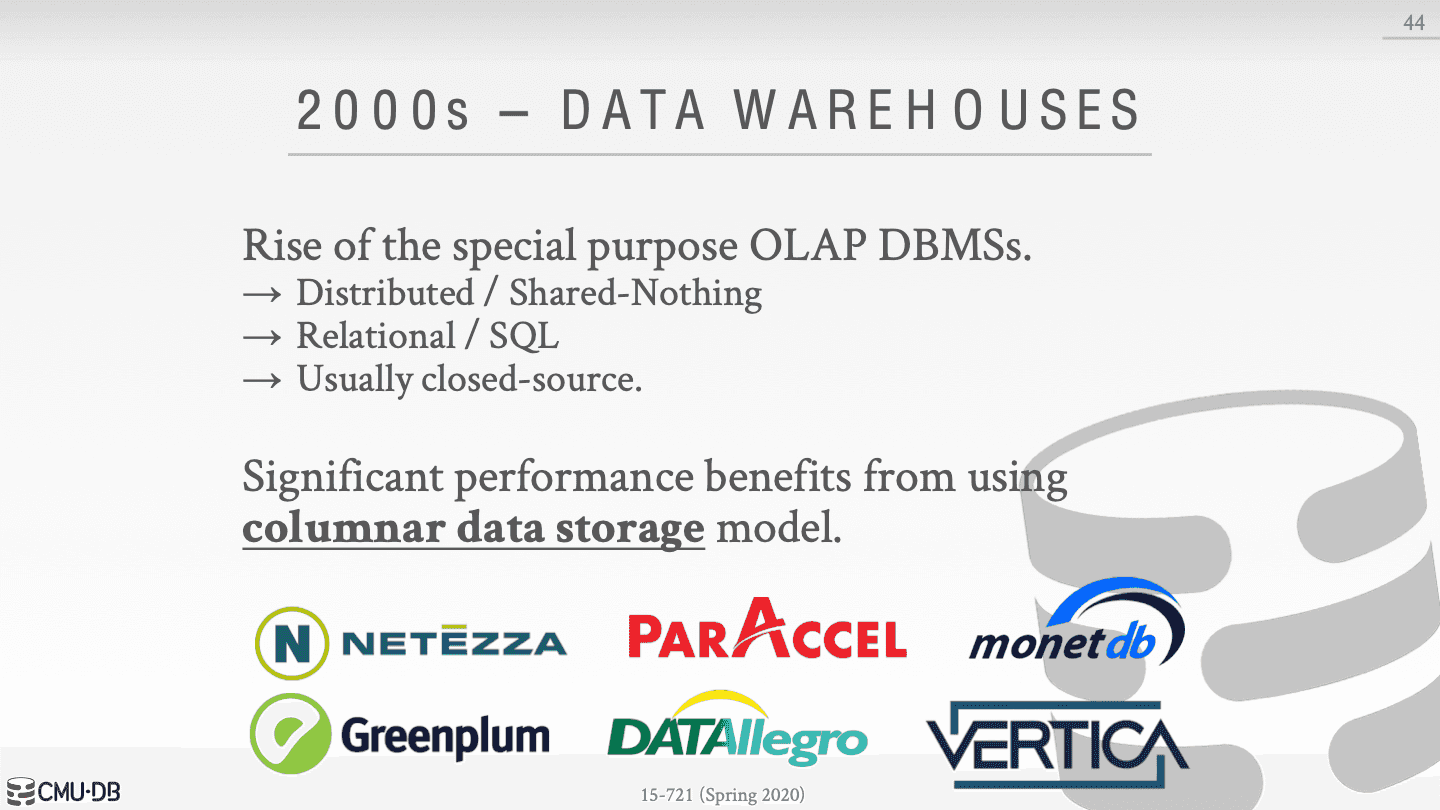 44
2000s – DATA WAREHOUSES
Rise of the special purpose OLAP DBMSs.
→ Distributed / Shared-Nothing
→ Relational / SQL
→ Usually closed-source.
Significant performance benefits from using
columnar data storage model.
N NETĒZZA
PARACCEL
monetdb
Greenplum
DATAllegro
VERTICA
CMU·DB
15-721 (Spring 2020)